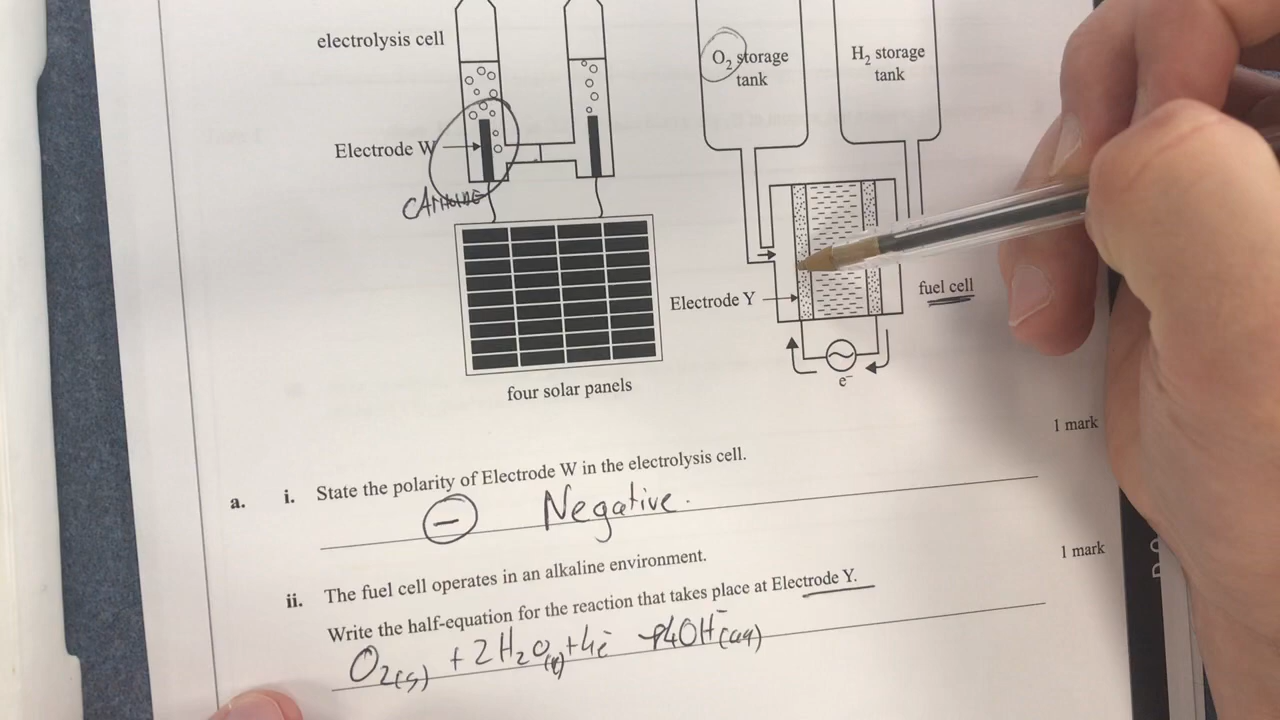 electrolysis cell
O2 storage
tank
H2 storage
tank
Electrode W
CATHODE
Electrode Y
fuel cell
e−
four solar panels
1 mark
a. i. State the polarity of Electrode W in the electrolysis cell.
− Negative.
1 mark
ii. The fuel cell operates in an alkaline environment.
Write the half-equation for the reaction that takes place at Electrode Y.
O2(g) + 2H2O(l) + 4e− → 4OH−(aq)